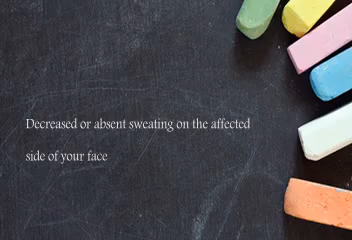 Decreased or absent sweating on the affected
side of your face